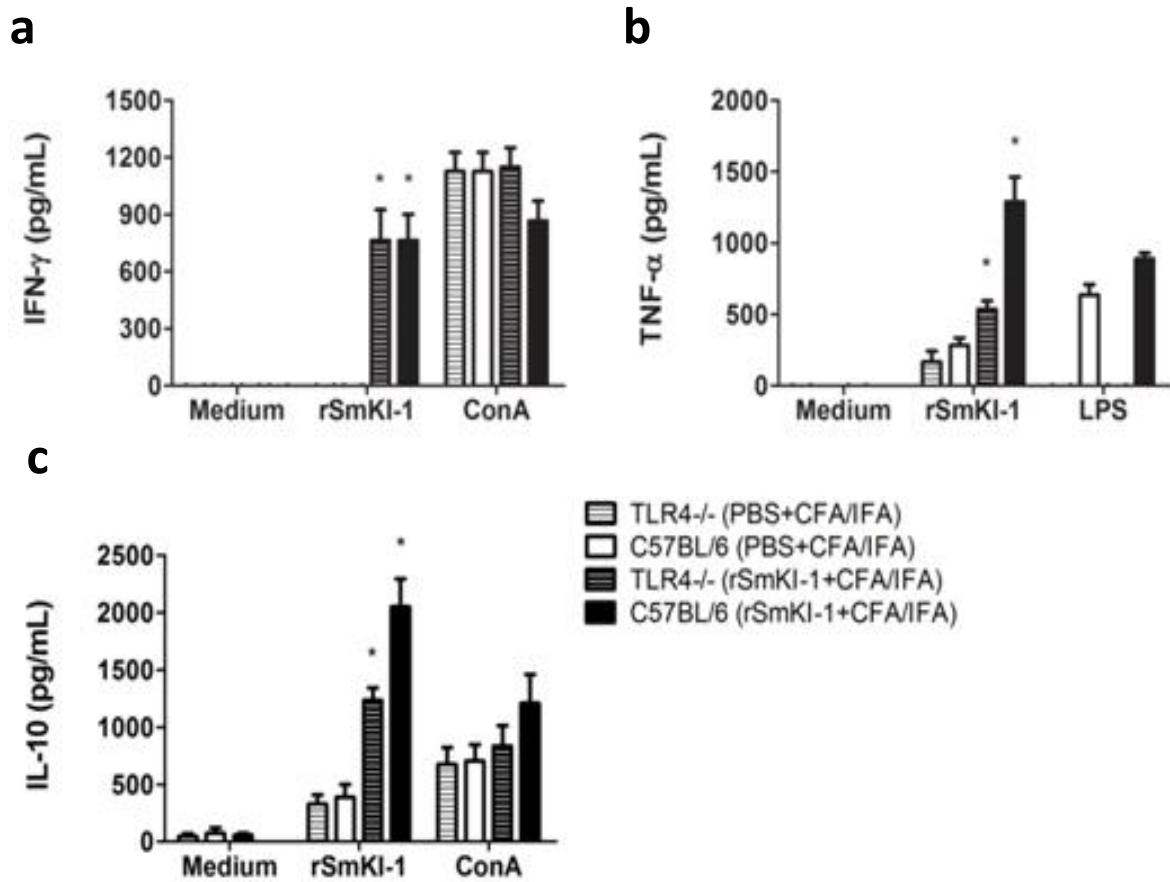 a
IFN-γ (pg/mL)
1500
1200
900
600
300
0
* *
Medium rSmKI-1 ConA
b
TNF-α (pg/mL)
2000
1500
1000
500
0
* *
Medium rSmKI-1 LPS
c
IL-10 (pg/mL)
2500
2000
1500
1000
500
0
* *
Medium rSmKI-1 ConA
TLR4-/- (PBS+CFA/IFA)
C57BL/6 (PBS+CFA/IFA)
TLR4-/- (rSmKI-1+CFA/IFA)
C57BL/6 (rSmKI-1+CFA/IFA)